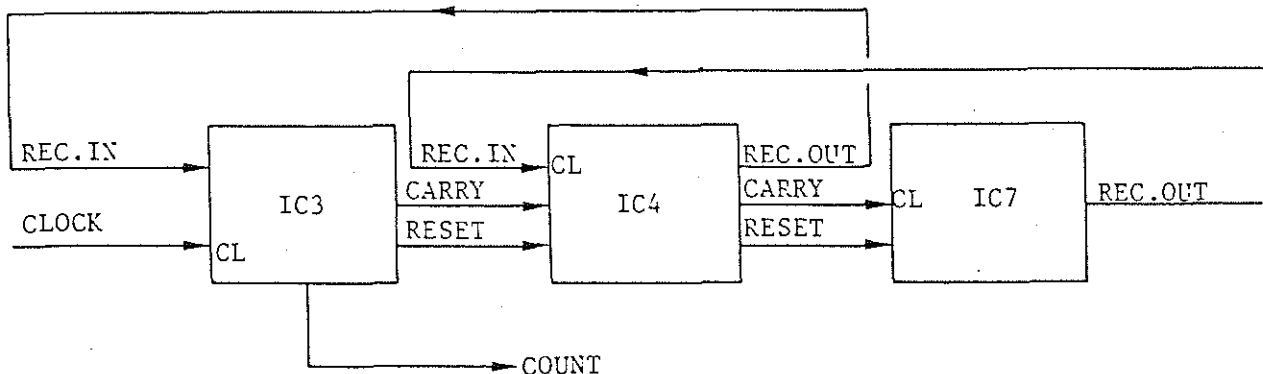 REC.IN
CLOCK
CL
IC3
CARRY
RESET
COUNT
REC.IN
CL
IC4
REC.OUT
CARRY
RESET
CL
IC7
REC.OUT